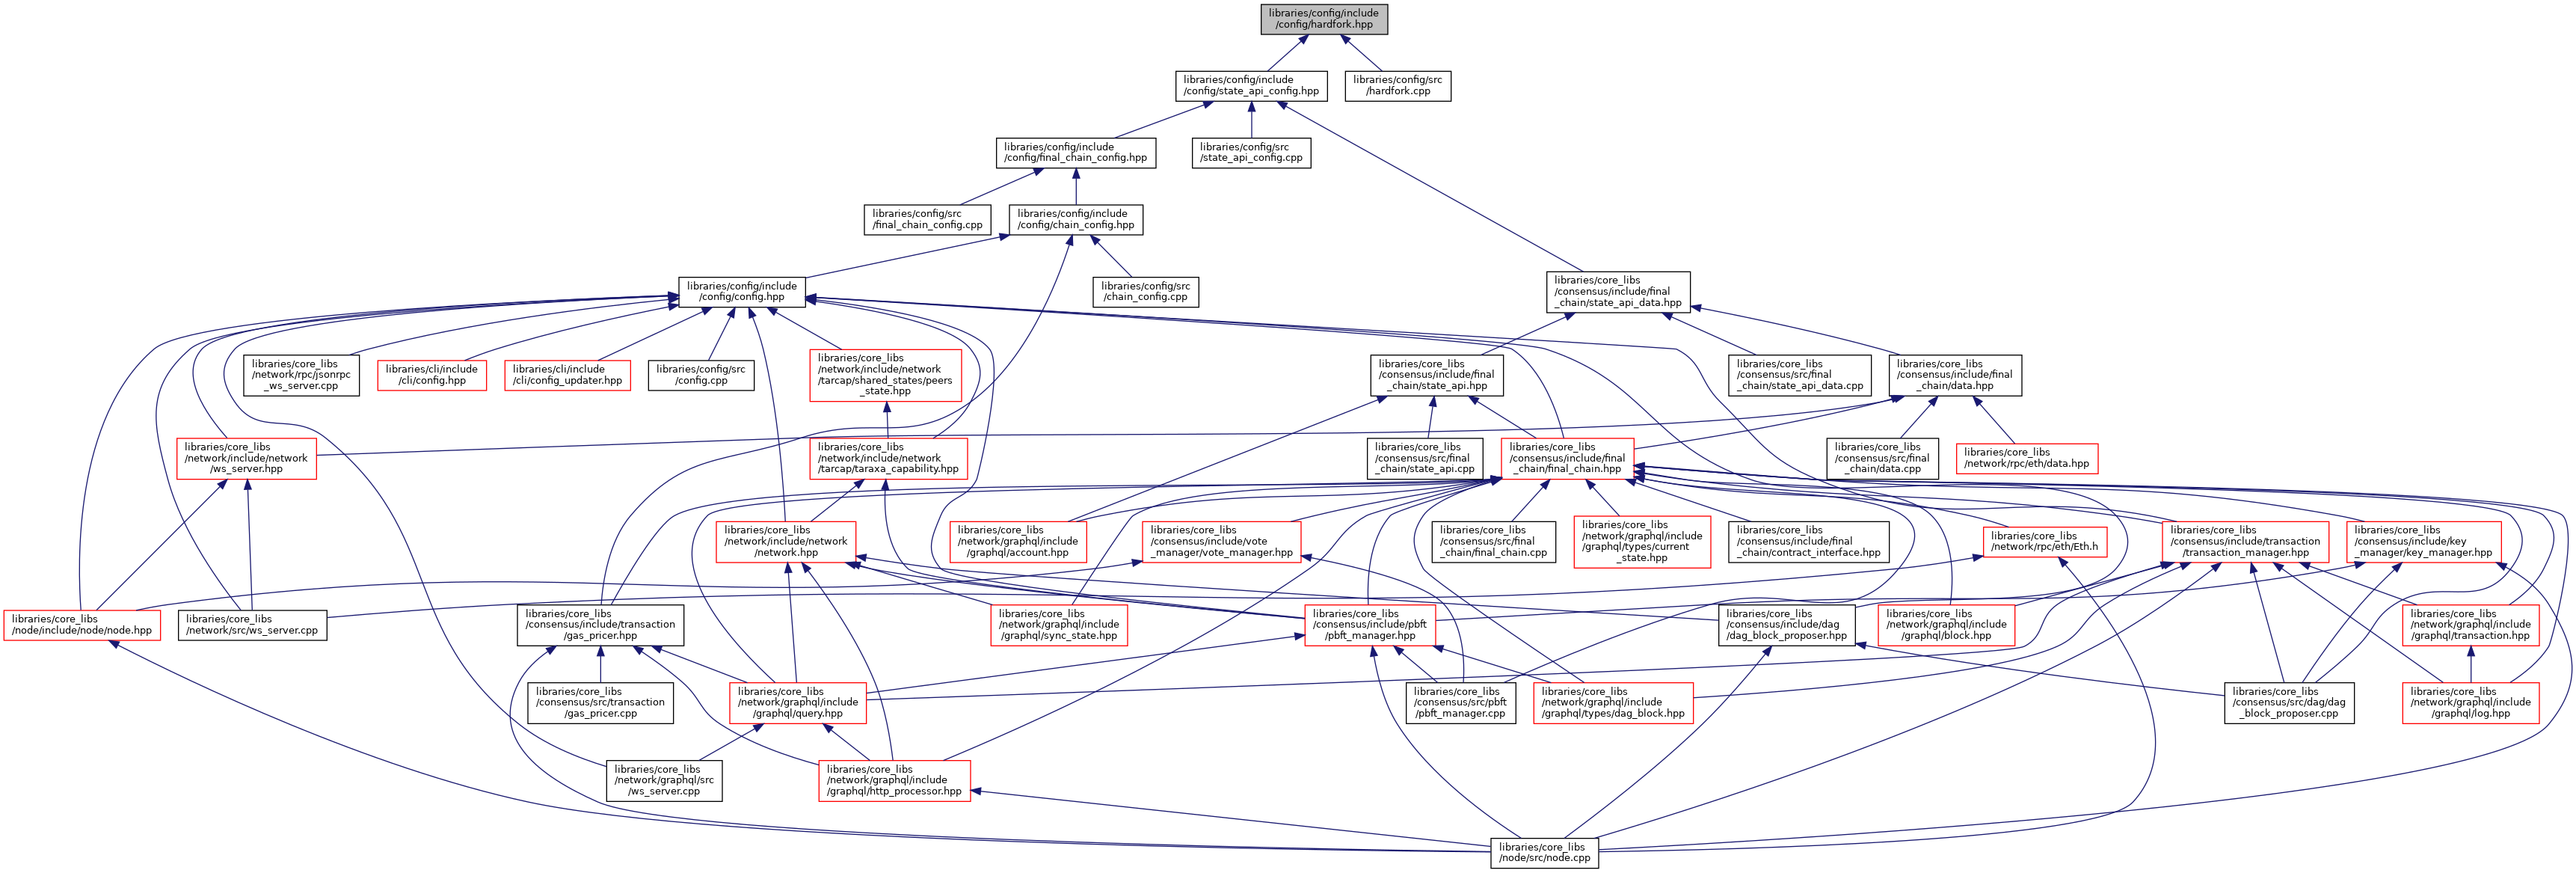 libraries/config/include
/config/hardfork.hpp
libraries/config/include
/config/state_api_config.hpp
libraries/config/src
/hardfork.cpp
libraries/config/include
/config/final_chain_config.hpp
libraries/config/src
/state_api_config.cpp
libraries/config/src
/final_chain_config.cpp
libraries/config/include
/config/chain_config.hpp
libraries/config/include
/config/config.hpp
libraries/config/src
/chain_config.cpp
libraries/core_libs
/consensus/include/final
_chain/state_api_data.hpp
libraries/core_libs
/network/rpc/jsonrpc
_ws_server.cpp
libraries/cli/include
/cli/config.hpp
libraries/cli/include
/cli/config_updater.hpp
libraries/config/src
/config.cpp
libraries/core_libs
/network/include/network
/tarcap/shared_states/peers
_state.hpp
libraries/core_libs
/consensus/include/final
_chain/state_api.hpp
libraries/core_libs
/consensus/src/final
_chain/state_api_data.cpp
libraries/core_libs
/consensus/include/final
_chain/data.hpp
libraries/core_libs
/network/include/network
/ws_server.hpp
libraries/core_libs
/network/include/network
/tarcap/taraxa_capability.hpp
libraries/core_libs
/consensus/src/final
_chain/state_api.cpp
libraries/core_libs
/consensus/include/final
_chain/final_chain.hpp
libraries/core_libs
/consensus/src/final
_chain/data.cpp
libraries/core_libs
/network/rpc/eth/data.hpp
libraries/core_libs
/network/include/network
/network.hpp
libraries/core_libs
/network/graphql/include
/graphql/account.hpp
libraries/core_libs
/consensus/include/vote
_manager/vote_manager.hpp
libraries/core_libs
/consensus/src/final
_chain/final_chain.cpp
libraries/core_libs
/network/graphql/include
/graphql/types/current
_state.hpp
libraries/core_libs
/consensus/include/final
_chain/contract_interface.hpp
libraries/core_libs
/network/rpc/eth/Eth.h
libraries/core_libs
/consensus/include/transaction
/transaction_manager.hpp
libraries/core_libs
/consensus/include/key
_manager/key_manager.hpp
libraries/core_libs
/node/include/node/node.hpp
libraries/core_libs
/network/src/ws_server.cpp
libraries/core_libs
/consensus/include/transaction
/gas_pricer.hpp
libraries/core_libs
/network/graphql/include
/graphql/sync_state.hpp
libraries/core_libs
/consensus/include/pbft
/pbft_manager.hpp
libraries/core_libs
/consensus/include/dag
/dag_block_proposer.hpp
libraries/core_libs
/network/graphql/include
/graphql/block.hpp
libraries/core_libs
/network/graphql/include
/graphql/transaction.hpp
libraries/core_libs
/consensus/src/transaction
/gas_pricer.cpp
libraries/core_libs
/network/graphql/include
/graphql/query.hpp
libraries/core_libs
/consensus/src/pbft
/pbft_manager.cpp
libraries/core_libs
/network/graphql/include
/graphql/types/dag_block.hpp
libraries/core_libs
/consensus/src/dag/dag
_block_proposer.cpp
libraries/core_libs
/network/graphql/include
/graphql/log.hpp
libraries/core_libs
/network/graphql/src
/ws_server.cpp
libraries/core_libs
/network/graphql/include
/graphql/http_processor.hpp
libraries/core_libs
/node/src/node.cpp